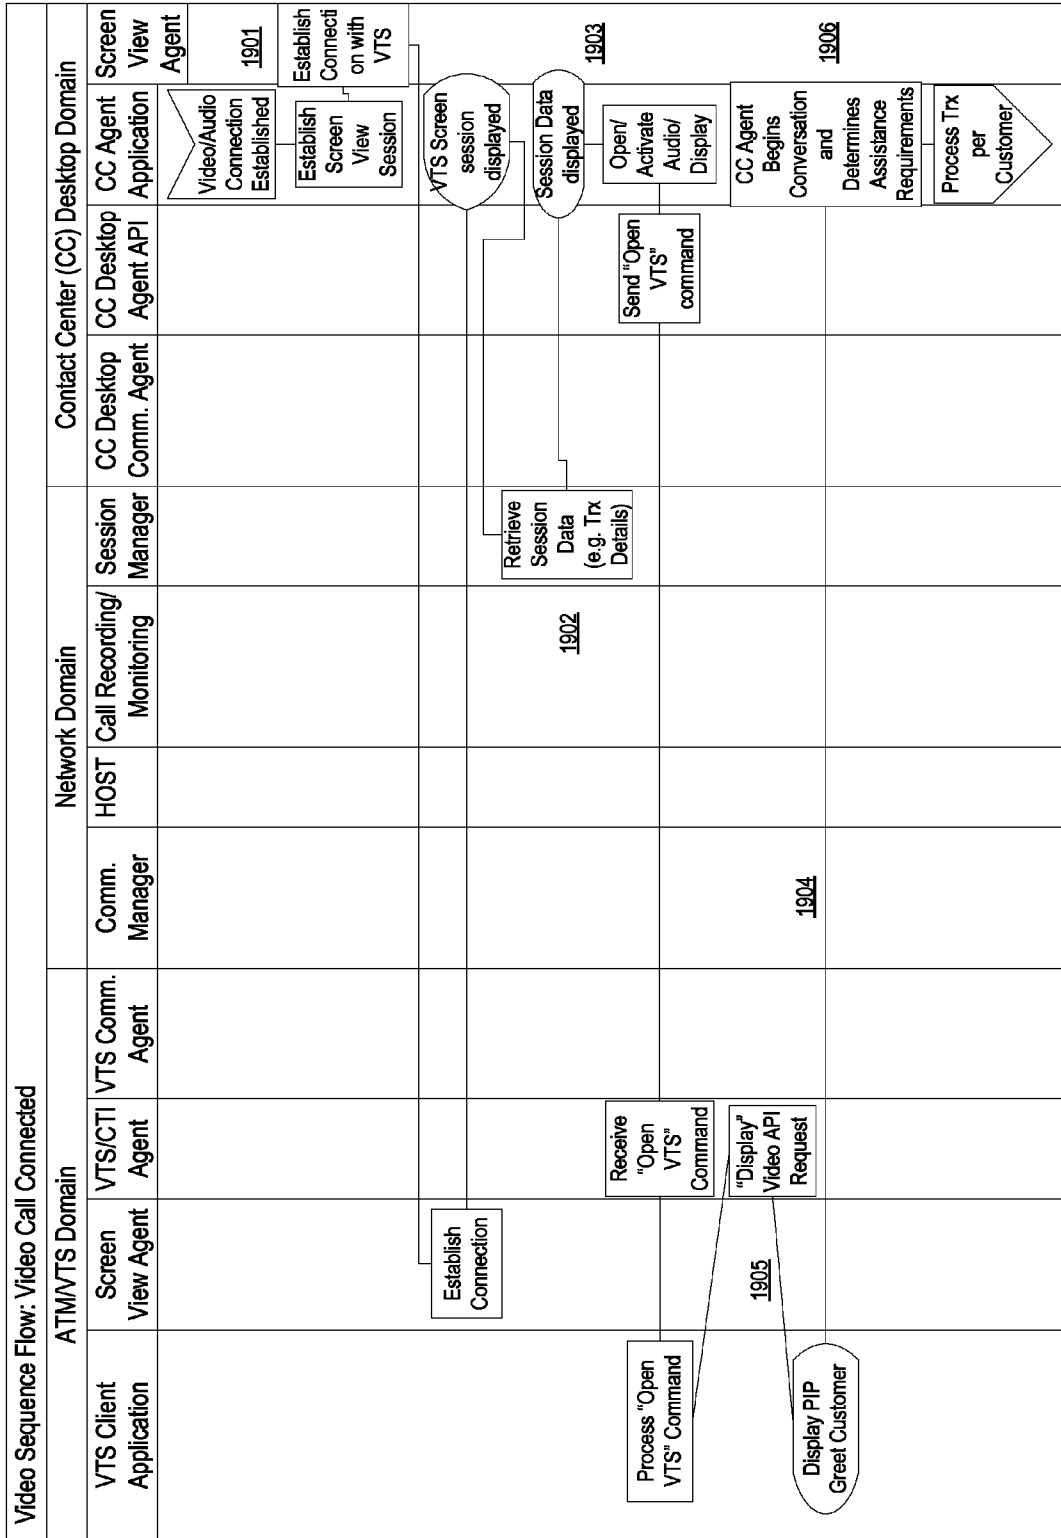 Video Sequence Flow: Video Call Connected
ATM/VTS Domain
Network Domain
Contact Center (CC) Desktop Domain
VTS Client
Application
Screen
View Agent
VTS/CTI
Agent
VTS Comm.
Agent
Comm.
Manager
HOST
Call Recording/
Monitoring
Session
Manager
CC Desktop
Comm. Agent
CC Desktop
Agent API
CC Agent
Application
Screen
View
Agent
Video/Audio
Connection
Established
1901
Establish
Screen
View
Session
Establish
Connecti
on with
VTS
Establish
Connection
VTS Screen
session
displayed
Retrieve
Session
Data
(e.g. Trx
Details)
1902
Session Data
displayed
1903
Open/
Activate
Audio/
Display
Send "Open
VTS"
command
Receive
"Open
VTS"
Command
Process "Open
VTS" Command
"Display"
Video API
Request
1904
1905
Display PIP
Greet Customer
CC Agent
Begins
Conversation
and
Determines
Assistance
Requirements
1906
Process Trx
per
Customer